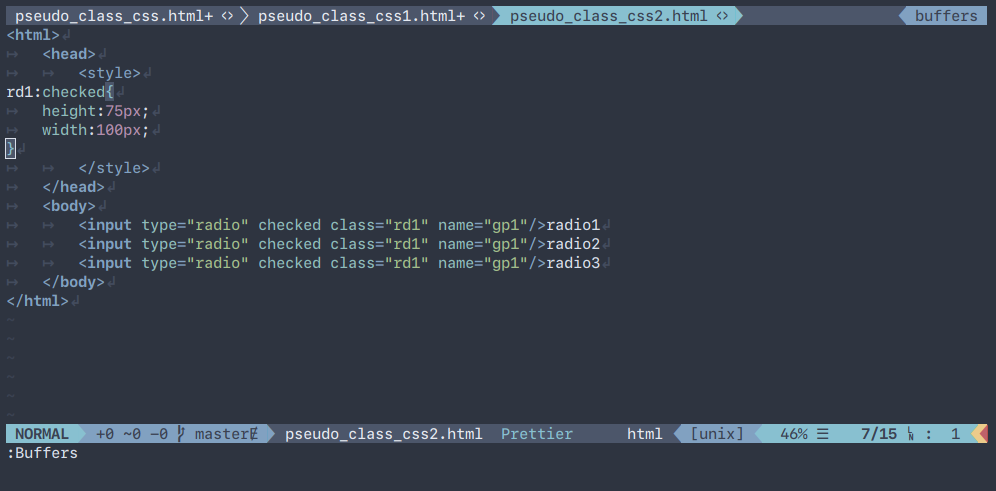 pseudo_class_css.html+ <> pseudo_class_css1.html+ <> pseudo_class_css2.html <> buffers
<html>↲
↦ <head>↲
↦ ↦ <style>↲
rd1:checked{↲
↦ height:75px;↲
↦ width:100px;↲
}↲
↦ ↦ </style>↲
↦ </head>↲
↦ <body>↲
↦ ↦ <input type="radio" checked class="rd1" name="gp1"/>radio1↲
↦ ↦ <input type="radio" checked class="rd1" name="gp1"/>radio2↲
↦ ↦ <input type="radio" checked class="rd1" name="gp1"/>radio3↲
↦ </body>↲
</html>↲
~
~
~
~
~
~
NORMAL +0 ~0 -0 master pseudo_class_css2.html Prettier html [unix] 46% ☰ 7/15 : 1
:Buffers